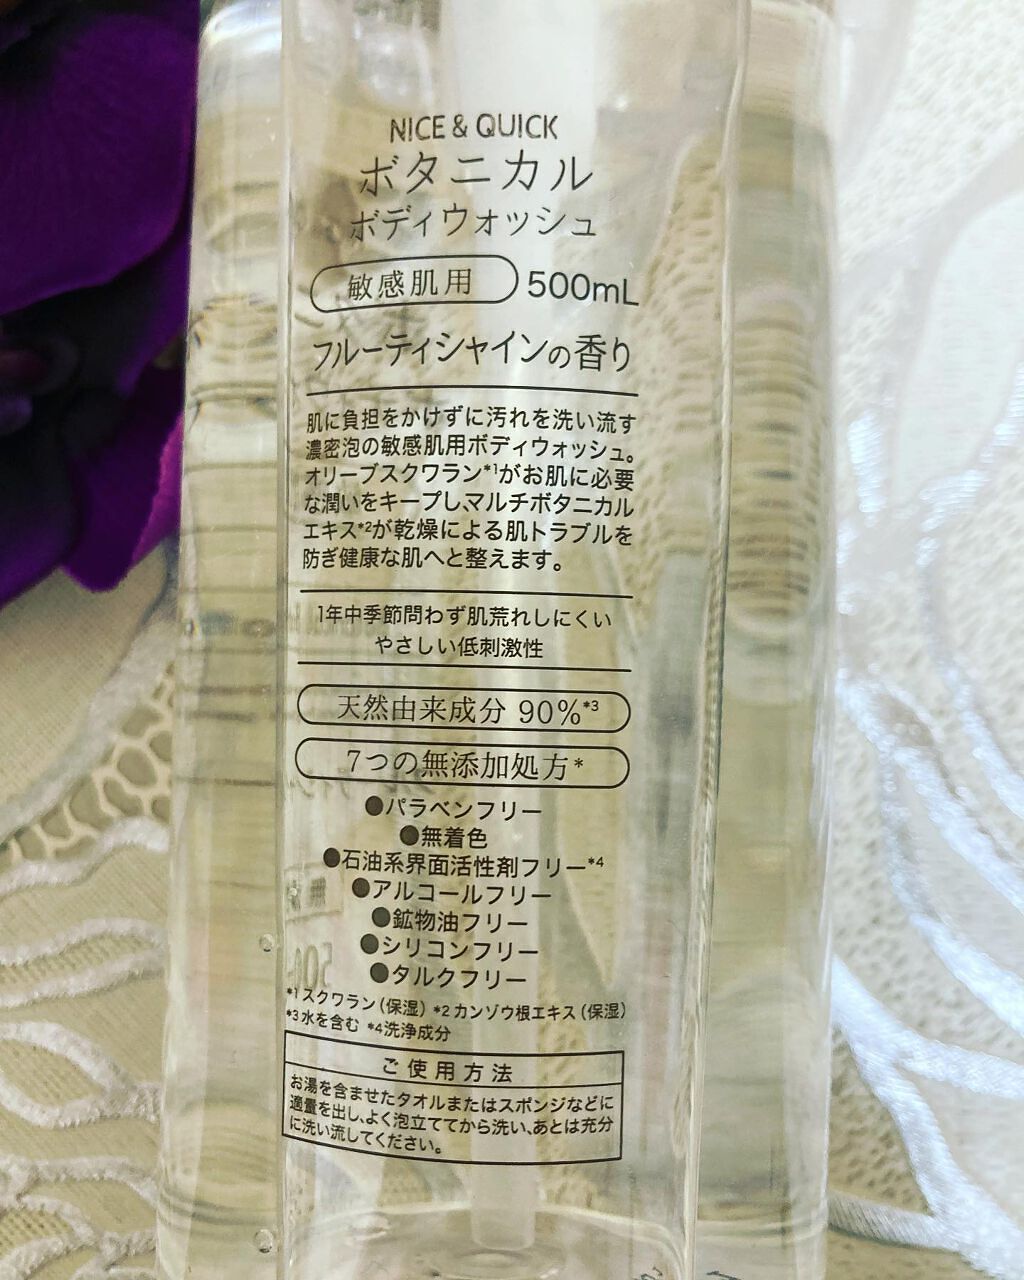 NICE & QUICK
ボタニカル
ボディウォッシュ
敏感肌用 500mL
フルーティシャインの香り
肌に負担をかけずに汚れを洗い流す
濃密泡の敏感肌用ボディウォッシュ。
オリーブスクワラン*1がお肌に必要
な潤いをキープし、マルチボタニカル
エキス*2が乾燥による肌トラブルを
防ぎ健康な肌へと整えます。
1年中季節問わず肌荒れしにくい
やさしい低刺激性
天然由来成分 90%*3
7つの無添加処方*
●パラベンフリー
●無着色
●石油系界面活性剤フリー*4
●アルコールフリー
●鉱物油フリー
●シリコンフリー
●タルクフリー
*1 スクワラン(保湿) *2 カンゾウ根エキス(保湿)
*3 水を含む *4 洗浄成分
ご使用方法
お湯を含ませたタオルまたはスポンジなどに
適量を出し、よく泡立ててから洗い、あとは充分
に洗い流してください。